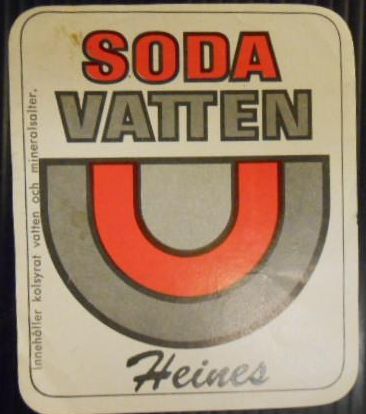 SODA
VATTEN
Innehåller kolsyrat vatten och mineralsalter.
Heines